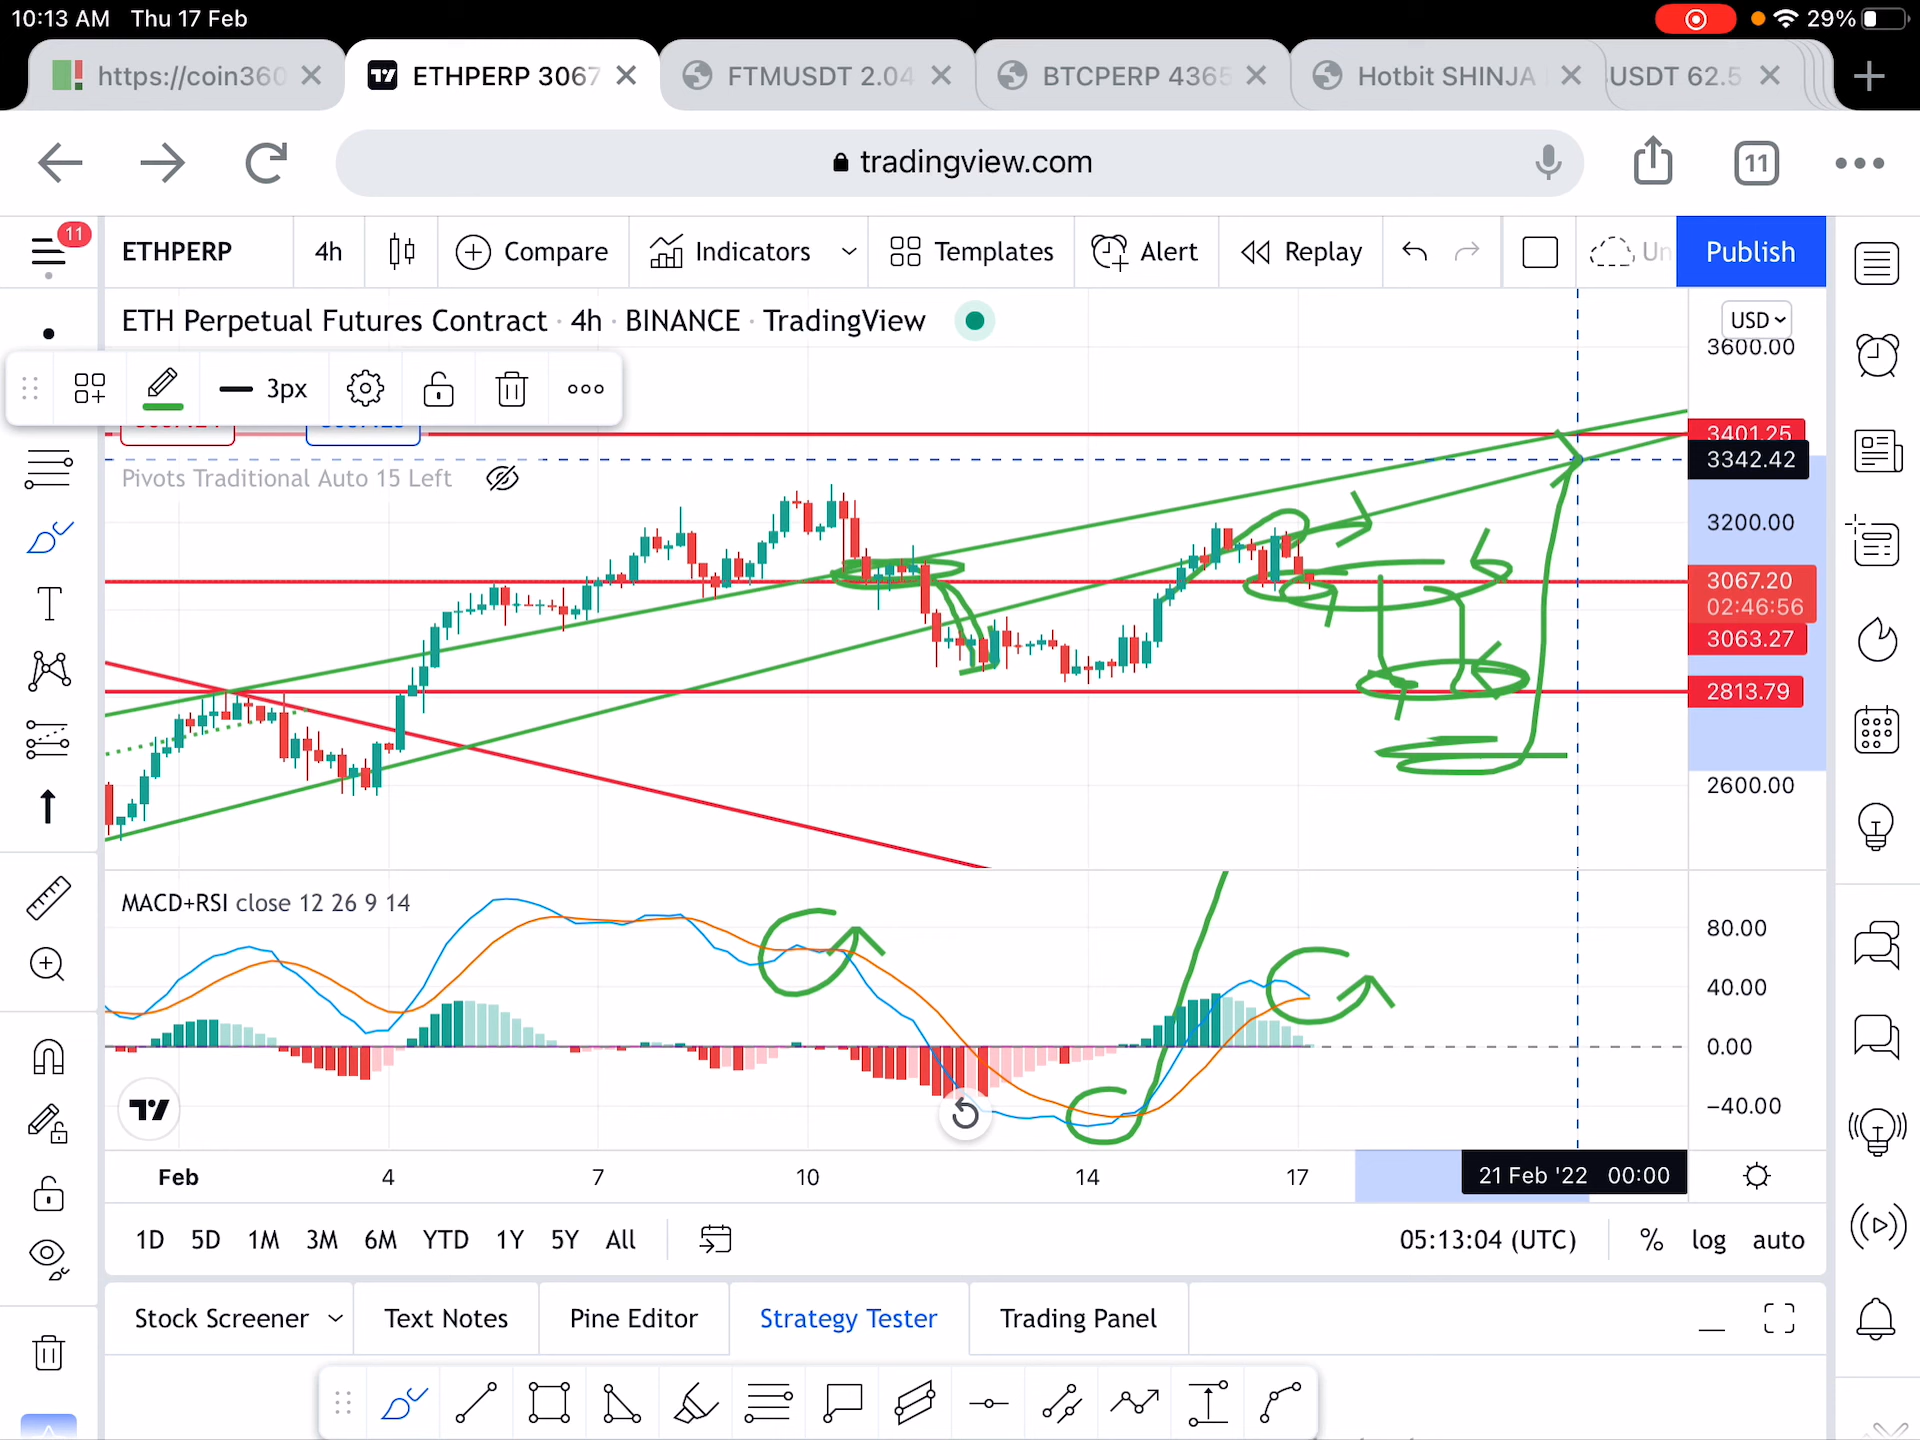 10:13 AM Thu 17 Feb
29%
https://coin360
ETHPERP 3067
FTMUSDT 2.04
BTCPERP 4365
Hotbit SHINJA
USDT 62.5
tradingview.com
11
11
ETHPERP
4h
Compare
Indicators
Templates
Alert
Replay
Un
Publish
ETH Perpetual Futures Contract · 4h · BINANCE · TradingView
USD
3600.00
3px
3401.25
3342.42
Pivots Traditional Auto 15 Left
3200.00
3067.20
02:46:56
3063.27
2813.79
2600.00
MACD+RSI close 12 26 9 14
80.00
40.00
0.00
−40.00
Feb 4 7 10 14 17
21 Feb '22 00:00
1D 5D 1M 3M 6M YTD 1Y 5Y All
05:13:04 (UTC)
% log auto
Stock Screener
Text Notes
Pine Editor
Strategy Tester
Trading Panel